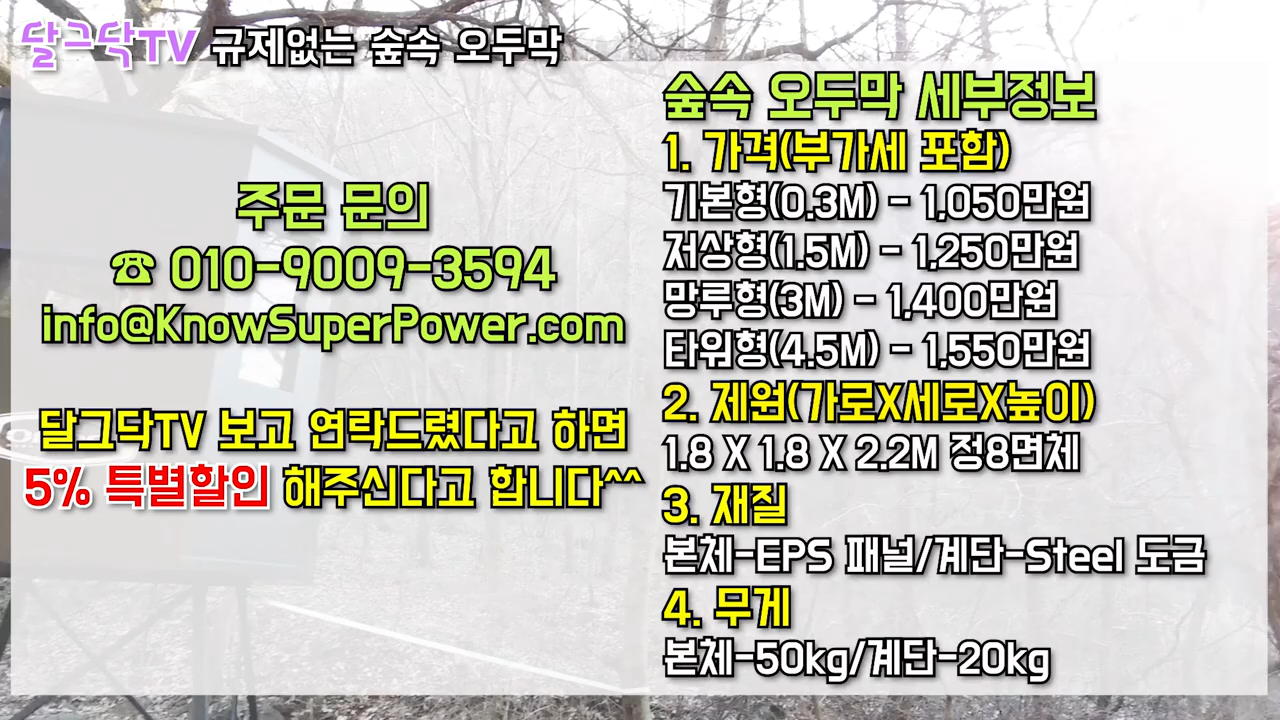 달그닥TV 규제없는 숲속 오두막
주문 문의
☎ 010-9009-3594
info@KnowSuperPower.com
달그닥TV 보고 연락드렸다고 하면
5% 특별할인 해주신다고 합니다^^
숲속 오두막 세부정보
1. 가격(부가세 포함)
기본형(0.3M) - 1,050만원
저상형(1.5M) - 1,250만원
망루형(3M) - 1,400만원
타워형(4.5M) - 1,550만원
2. 제원(가로X세로X높이)
1.8 X 1.8 X 2.2M 정8면체
3. 재질
본체-EPS 패널/계단-Steel 도금
4. 무게
본체-50kg/계단-20kg